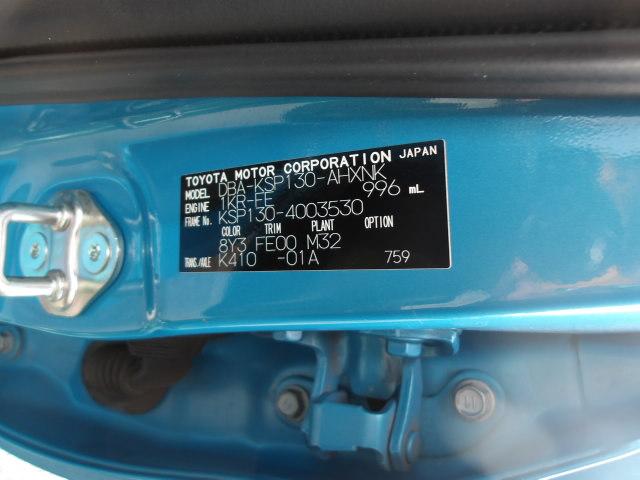 TOYOTA MOTOR CORPORATION JAPAN
MODEL DBA-KSP130-AHXNK
ENGINE 1KR-FE 996 mL
FRAME No. KSP130-4003530
COLOR TRIM PLANT OPTION
8Y3 FE00 M32
TRANS./AXLE K410 -01A 759